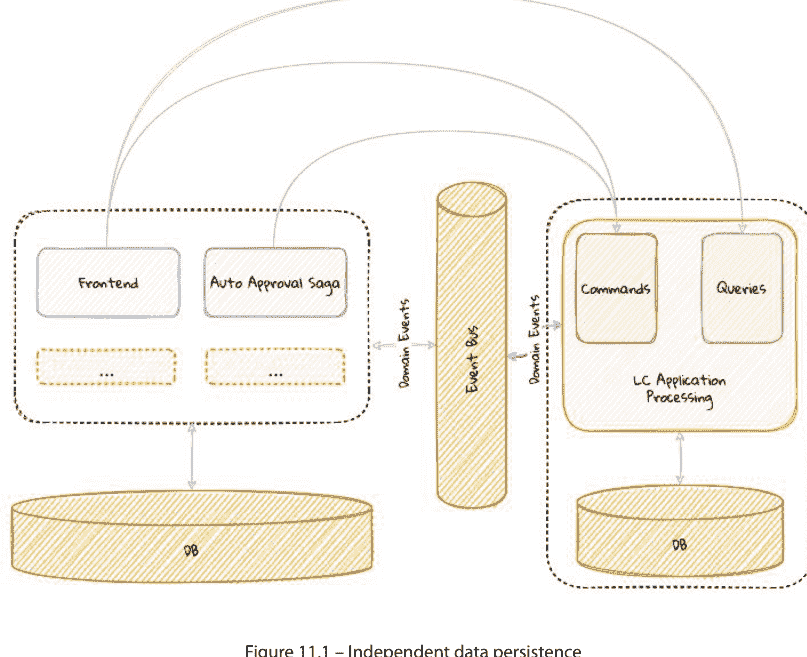 Frontend
Auto Approval Saga
...
...
Domain Events
Event Bus
Domain Events
Commands
Queries
LC Application
Processing
DB
DB
Figure 11.1 – Independent data persistence